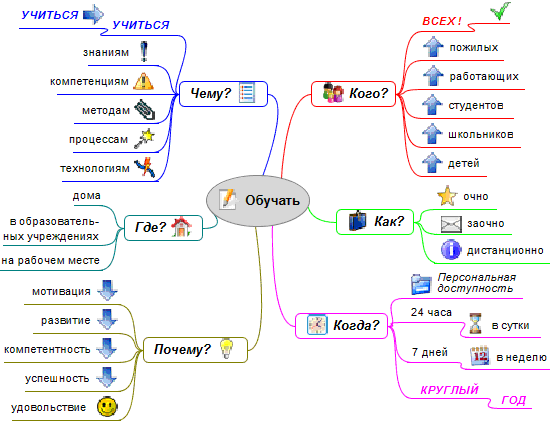 УЧИТЬСЯ
УЧИТЬСЯ
знаниям
компетенциям
методам
процессам
технологиям
Чему?
ВСЕХ !
пожилых
работающих
студентов
школьников
детей
Кого?
Обучать
дома
в образователь-
ных учреждениях
на рабочем месте
Где?
очно
заочно
дистанционно
Как?
мотивация
развитие
компетентность
успешность
удовольствие
Почему?
Персональная
доступность
24 часа
в сутки
7 дней
12
в неделю
КРУГЛЫЙ
ГОД
Когда?